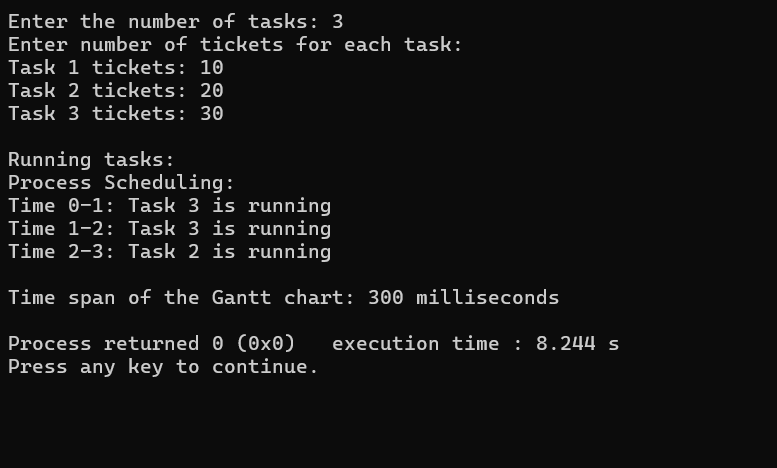 Enter the number of tasks: 3
Enter number of tickets for each task:
Task 1 tickets: 10
Task 2 tickets: 20
Task 3 tickets: 30
Running tasks:
Process Scheduling:
Time 0-1: Task 3 is running
Time 1-2: Task 3 is running
Time 2-3: Task 2 is running
Time span of the Gantt chart: 300 milliseconds
Process returned 0 (0x0)   execution time : 8.244 s
Press any key to continue.